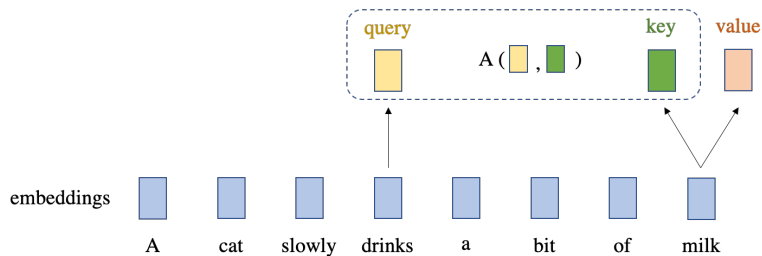 query key value
A ( , )
embeddings
A cat slowly drinks a bit of milk